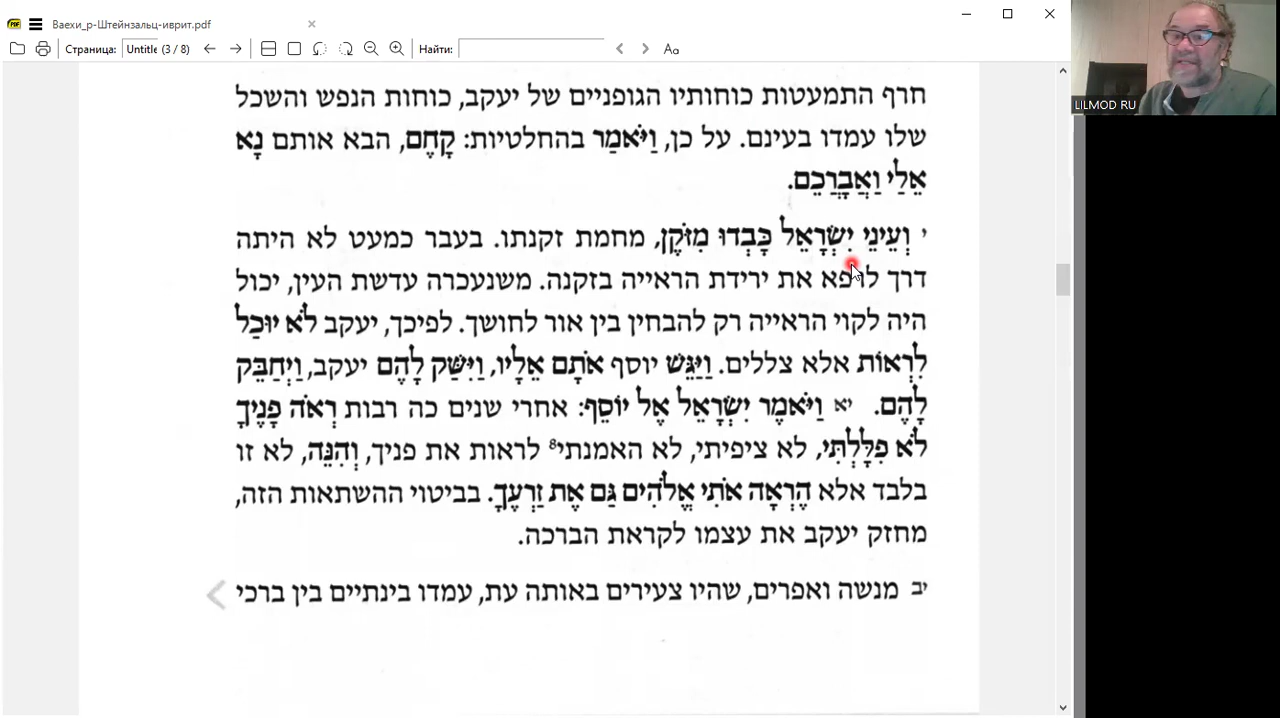 Ваехи_р-Штейнзальц-иврит.pdf
Страница: Untitle (3 / 8) Найти: Aa
LILMOD RU
חרף התמעטות כוחותיו הגופניים של יעקב, כוחות הנפש והשכל
שלו עמדו בעינם. על כן, וַיֹּאמַר בהחלטיות: קָחֶם, הבא אותם נָא
אֵלַי וַאֲבָרֲכֵם.
י וְעֵינֵי יִשְׂרָאֵל כָּבְדוּ מִזֹּקֶן, מחמת זקנתו. בעבר כמעט לא היתה
דרך לרפא את ירידת הראייה בזקנה. משנעכרה עדשת העין, יכול
היה לקוי הראייה רק להבחין בין אור לחושך. לפיכך, יעקב לֹא יוּכַל
לִרְאוֹת אלא צללים. וַיַּגֵּשׁ יוסף אֹתָם אֵלָיו, וַיִּשַּׁק לָהֶם יעקב, וַיְחַבֵּק
לָהֶם. יא וַיֹּאמֶר יִשְׂרָאֵל אֶל יוֹסֵף: אחרי שנים כה רבות רְאֹה פָנֶיךָ
לֹא פִלָּלְתִּי, לא ציפיתי, לא האמנתי8 לראות את פניך, וְהִנֵּה, לא זו
בלבד אלא הֶרְאָה אֹתִי אֱלֹהִים גַּם אֶת זַרְעֶךָ. בביטוי ההשתאות הזה,
מחזק יעקב את עצמו לקראת הברכה.
יב מנשה ואפרים, שהיו צעירים באותה עת, עמדו בינתיים בין ברכי